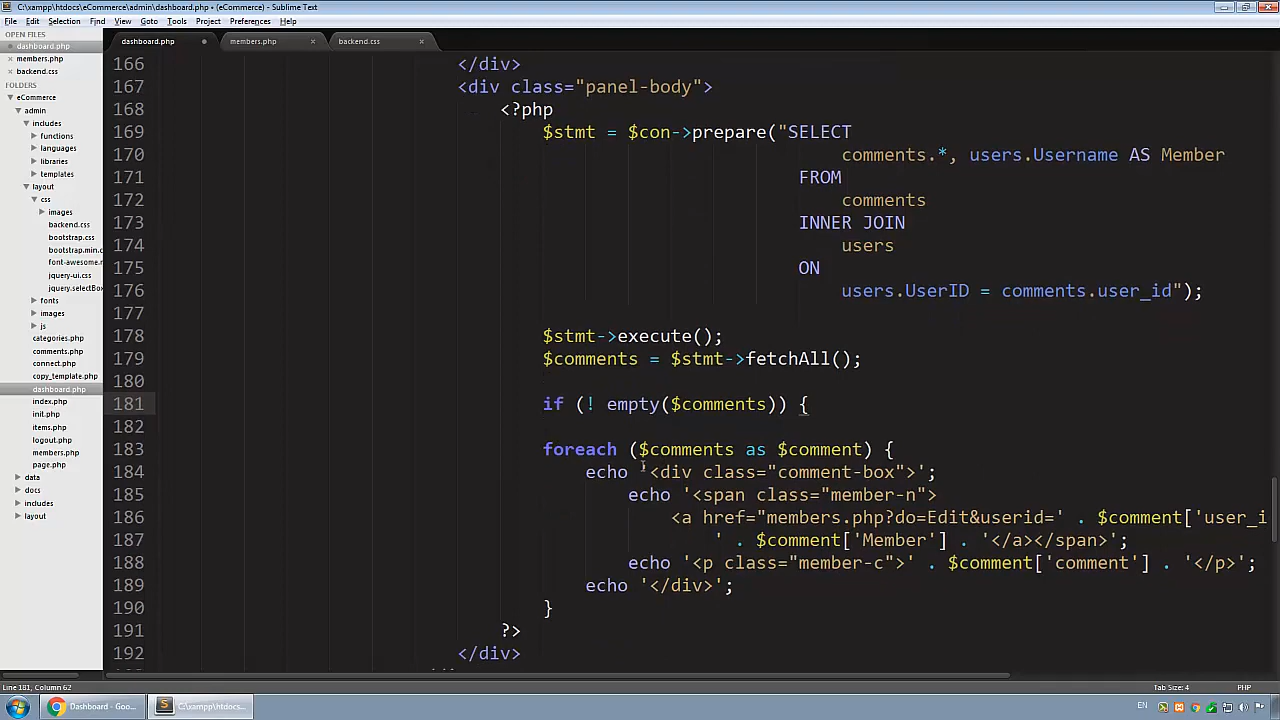 C:\xampp\htdocs\eCommerce\admin\dashboard.php • (eCommerce) - Sublime Text
File Edit Selection Find View Goto Tools Project Preferences Help
OPEN FILES
dashboard.php
members.php
backend.css
FOLDERS
eCommerce
admin
includes
functions
languages
libraries
templates
layout
css
images
backend.css
bootstrap.css
bootstrap.min.c
font-awesome.m
jquery-ui.css
jquery.selectBox
fonts
images
js
categories.php
comments.php
connect.php
copy_template.php
dashboard.php
index.php
init.php
items.php
logout.php
members.php
page.php
data
docs
includes
layout
dashboard.php members.php backend.css
166 </div>
167 <div class="panel-body">
168 <?php
169 $stmt = $con->prepare("SELECT
170 comments.*, users.Username AS Member
171 FROM
172 comments
173 INNER JOIN
174 users
175 ON
176 users.UserID = comments.user_id");
177
178 $stmt->execute();
179 $comments = $stmt->fetchAll();
180
181 if (! empty($comments)) {
182
183 foreach ($comments as $comment) {
184 echo '<div class="comment-box">';
185 echo '<span class="member-n">
186 <a href="members.php?do=Edit&userid=' . $comment['user_i
187 ' . $comment['Member'] . '</a></span>';
188 echo '<p class="member-c">' . $comment['comment'] . '</p>';
189 echo '</div>';
190 }
191 ?>
192 </div>
Line 181, Column 62
Tab Size: 4
PHP
Dashboard - Goo...
C:\xampp\htdocs...
EN